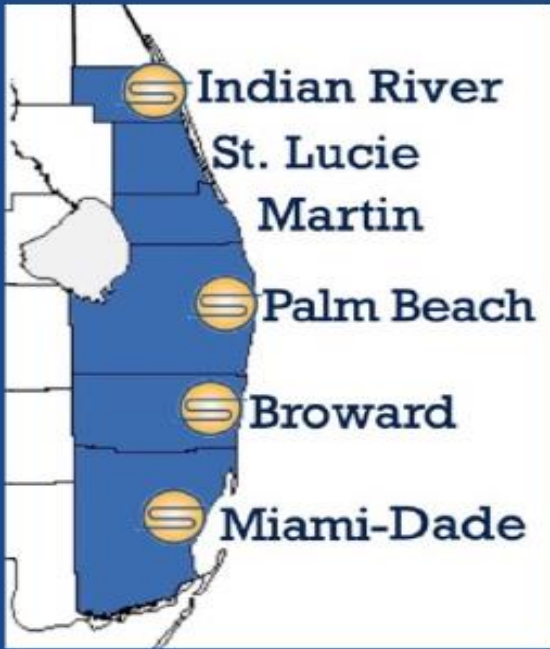 Indian River
St. Lucie
Martin
Palm Beach
Broward
Miami-Dade